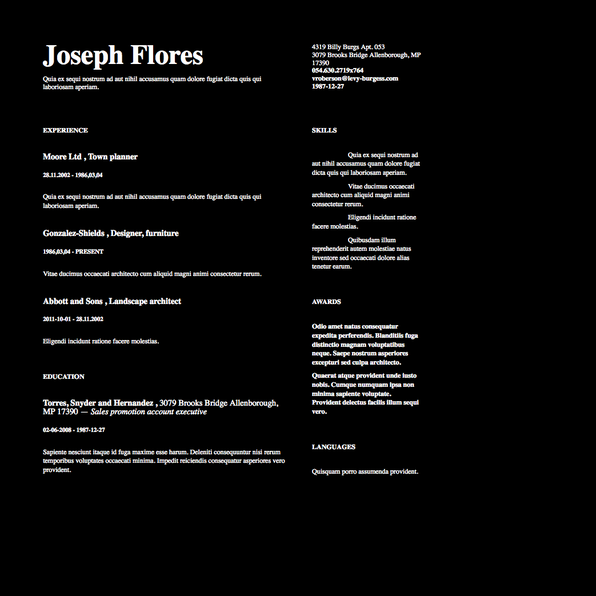 Joseph Flores
Quia ex sequi nostrum ad aut nihil accusamus quam dolore fugiat dicta quis qui
laboriosam aperiam.
4319 Billy Burgs Apt. 053
3079 Brooks Bridge Allenborough, MP
17390
054.630.2719x764
vroberson@levy-burgess.com
1987-12-27
EXPERIENCE
Moore Ltd , Town planner
28.11.2002 - 1986,03,04
Quia ex sequi nostrum ad aut nihil accusamus quam dolore fugiat dicta quis qui
laboriosam aperiam.
Gonzalez-Shields , Designer, furniture
1986,03,04 - PRESENT
Vitae ducimus occaecati architecto cum aliquid magni animi consectetur rerum.
Abbott and Sons , Landscape architect
2011-10-01 - 28.11.2002
Eligendi incidunt ratione facere molestias.
EDUCATION
Torres, Snyder and Hernandez , 3079 Brooks Bridge Allenborough,
MP 17390 — Sales promotion account executive
02-06-2008 - 1987-12-27
Sapiente nesciunt itaque id fuga maxime esse harum. Deleniti consequuntur nisi rerum
temporibus voluptates occaecati minima. Impedit reiciendis consequatur asperiores vero
provident.
SKILLS
Quia ex sequi nostrum ad
aut nihil accusamus quam dolore fugiat
dicta quis qui laboriosam aperiam.
Vitae ducimus occaecati
architecto cum aliquid magni animi
consectetur rerum.
Eligendi incidunt ratione
facere molestias.
Quibusdam illum
reprehenderit autem molestiae natus
inventore sed occaecati dolore alias
tenetur earum.
AWARDS
Odio amet natus consequatur
expedita perferendis. Blanditiis fuga
distinctio magnam voluptatibus
neque. Saepe nostrum asperiores
excepturi sed culpa architecto.
Quaerat atque provident unde iusto
nobis. Cumque numquam ipsa non
minima sapiente voluptate.
Provident delectus facilis illum sequi
vero.
LANGUAGES
Quisquam porro assumenda provident.